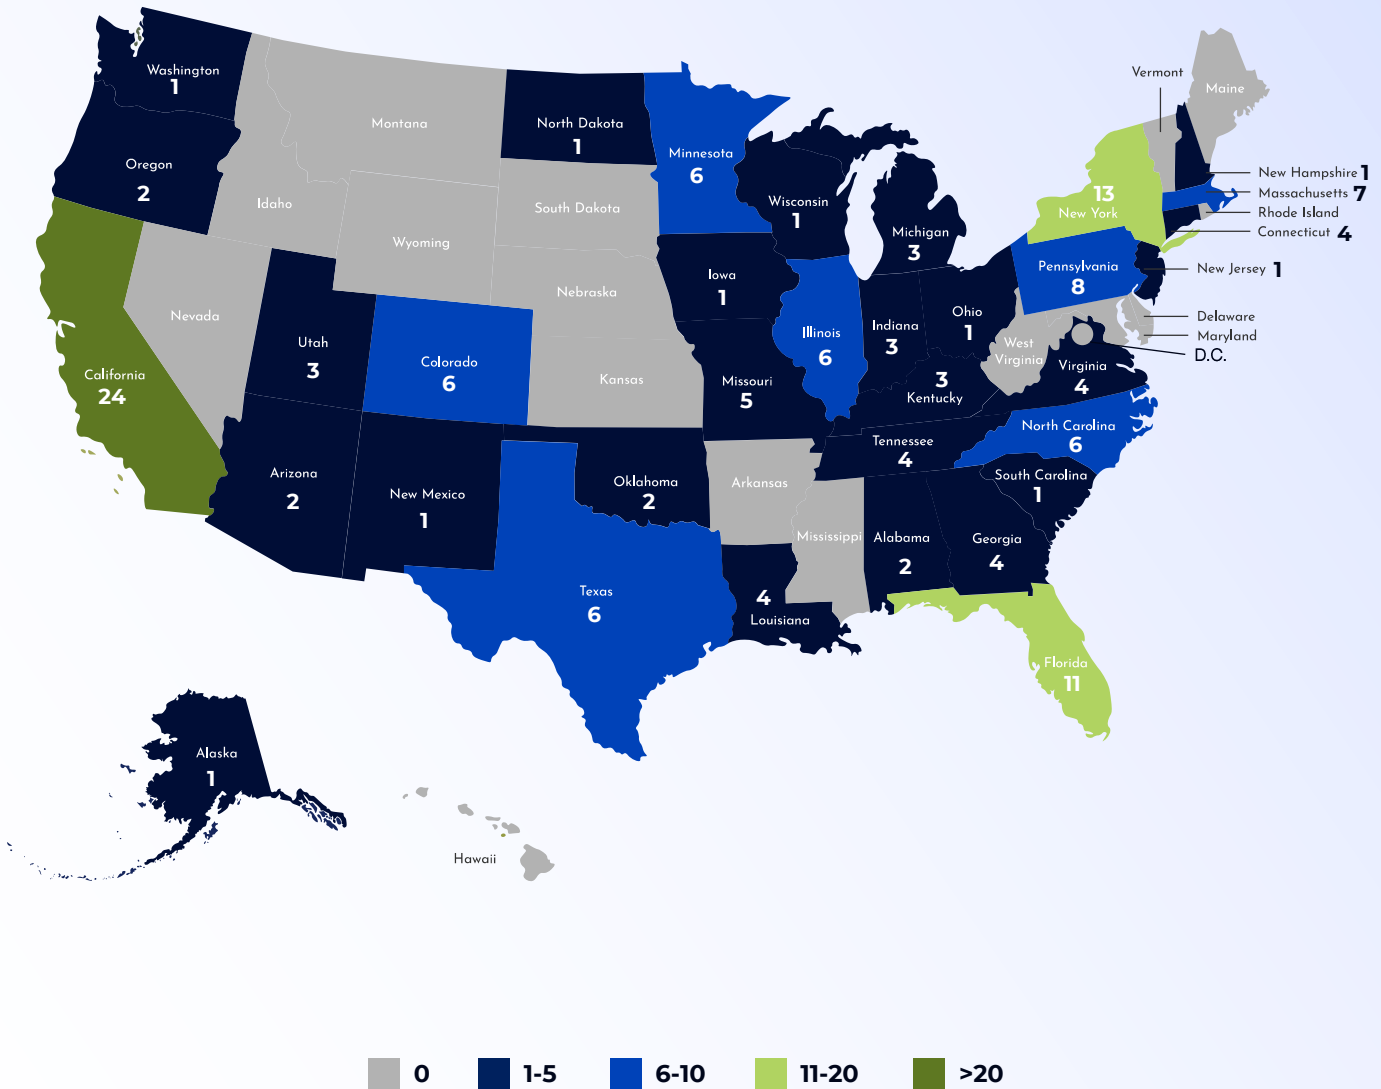 Washington
1
Oregon
2
California
24
Idaho
Nevada
Montana
Wyoming
Utah
3
Colorado
6
Arizona
2
New Mexico
1
North Dakota
1
South Dakota
Nebraska
Kansas
Oklahoma
2
Texas
6
Minnesota
6
Iowa
1
Missouri
5
Arkansas
4
Louisiana
Wisconsin
1
Illinois
6
Michigan
3
Indiana
3
Ohio
1
3
Kentucky
Tennessee
4
Mississippi
Alabama
2
Georgia
4
Florida
11
South Carolina
1
North Carolina
6
Virginia
4
West
Virginia
Pennsylvania
8
13
New York
Vermont
Maine
New Hampshire 1
Massachusetts 7
Rhode Island
Connecticut 4
New Jersey 1
Delaware
Maryland
D.C.
Alaska
1
Hawaii
0 1-5 6-10 11-20 >20